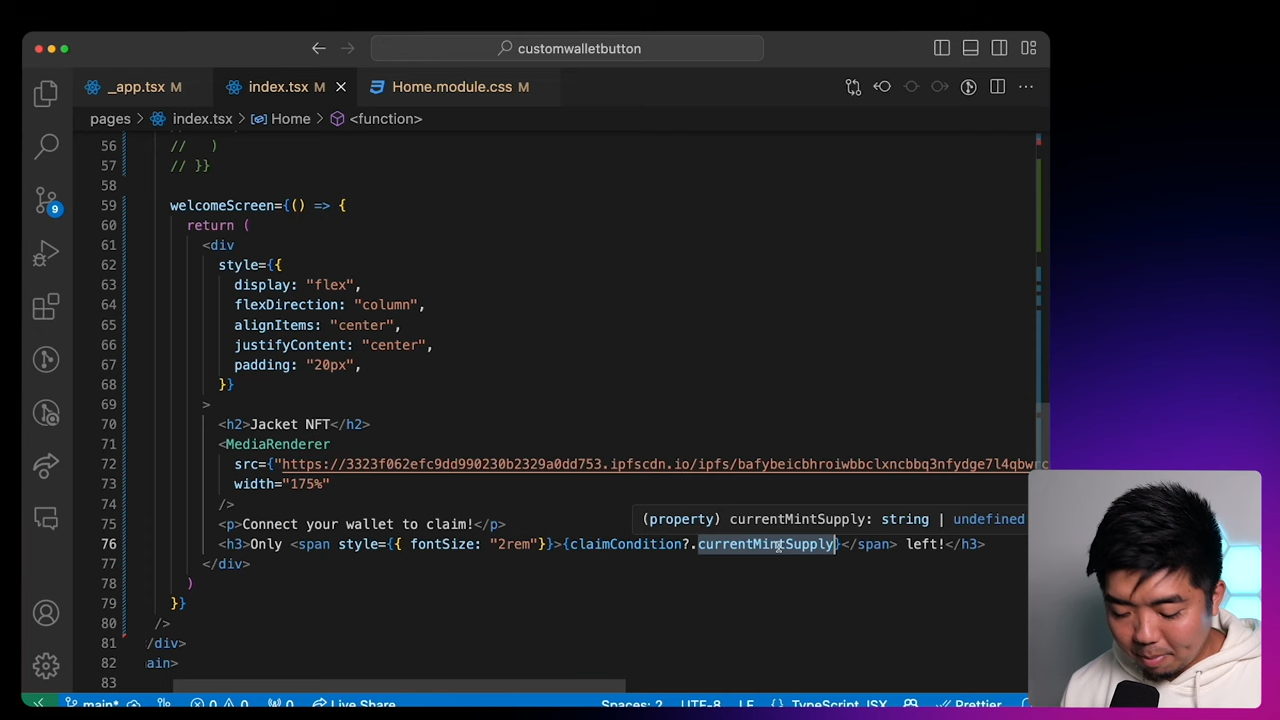 customwalletbutton
_app.tsx M
index.tsx M
Home.module.css M
pages > index.tsx > Home > <function>
56 // )
57 // }}
58
59 welcomeScreen={() => {
60 return (
61 <div
62 style={{
63 display: "flex",
64 flexDirection: "column",
65 alignItems: "center",
66 justifyContent: "center",
67 padding: "20px",
68 }}
69 >
70 <h2>Jacket NFT</h2>
71 <MediaRenderer
72 src={"https://3323f062efc9dd990230b2329a0dd753.ipfscdn.io/ipfs/bafybeicbhroiwbbclxncbbq3nfydge7l4qbwrc
73 width="175%"
74 />
(property) currentMintSupply: string | undefined
75 <p>Connect your wallet to claim!</p>
76 <h3>Only <span style={{ fontSize: "2rem"}}>{claimCondition?.currentMintSupply}</span> left!</h3>
77 </div>
78 )
79 }}
80 />
81 /div>
82 ain>
83
9
main* 0 0 0 Live Share Spaces: 2 UTF-8 LF {} TypeScript JSX Prettier